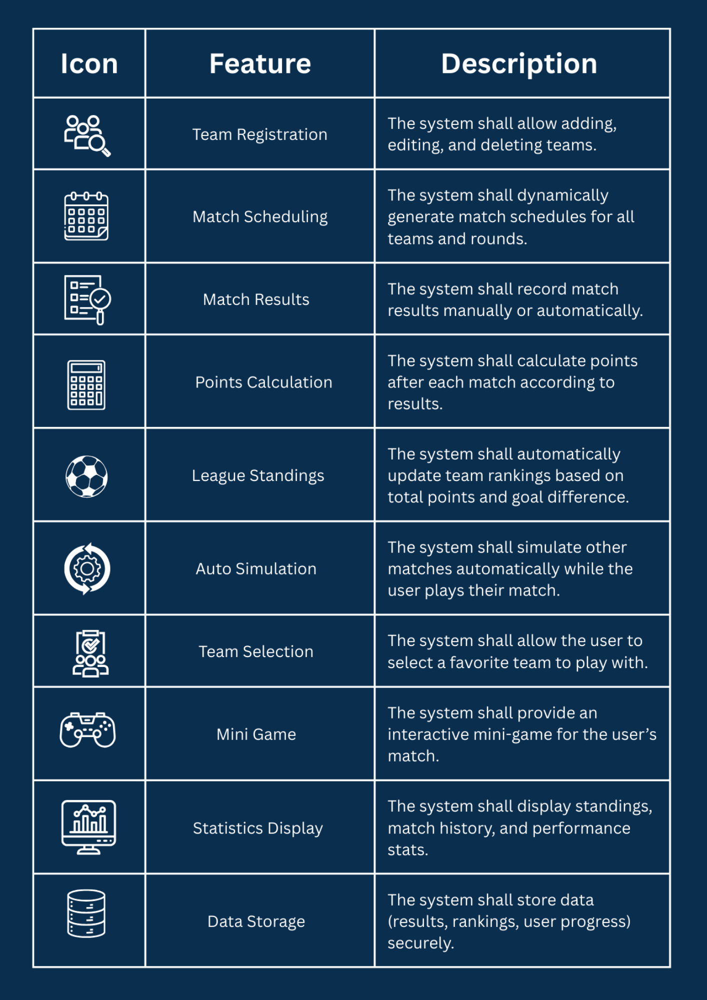 Icon Feature Description
Team Registration
The system shall allow adding,
editing, and deleting teams.
Match Scheduling
The system shall dynamically
generate match schedules for all
teams and rounds.
Match Results
The system shall record match
results manually or automatically.
Points Calculation
The system shall calculate points
after each match according to
results.
League Standings
The system shall automatically
update team rankings based on
total points and goal difference.
Auto Simulation
The system shall simulate other
matches automatically while the
user plays their match.
Team Selection
The system shall allow the user to
select a favorite team to play with.
Mini Game
The system shall provide an
interactive mini-game for the user’s
match.
Statistics Display
The system shall display standings,
match history, and performance
stats.
Data Storage
The system shall store data
(results, rankings, user progress)
securely.